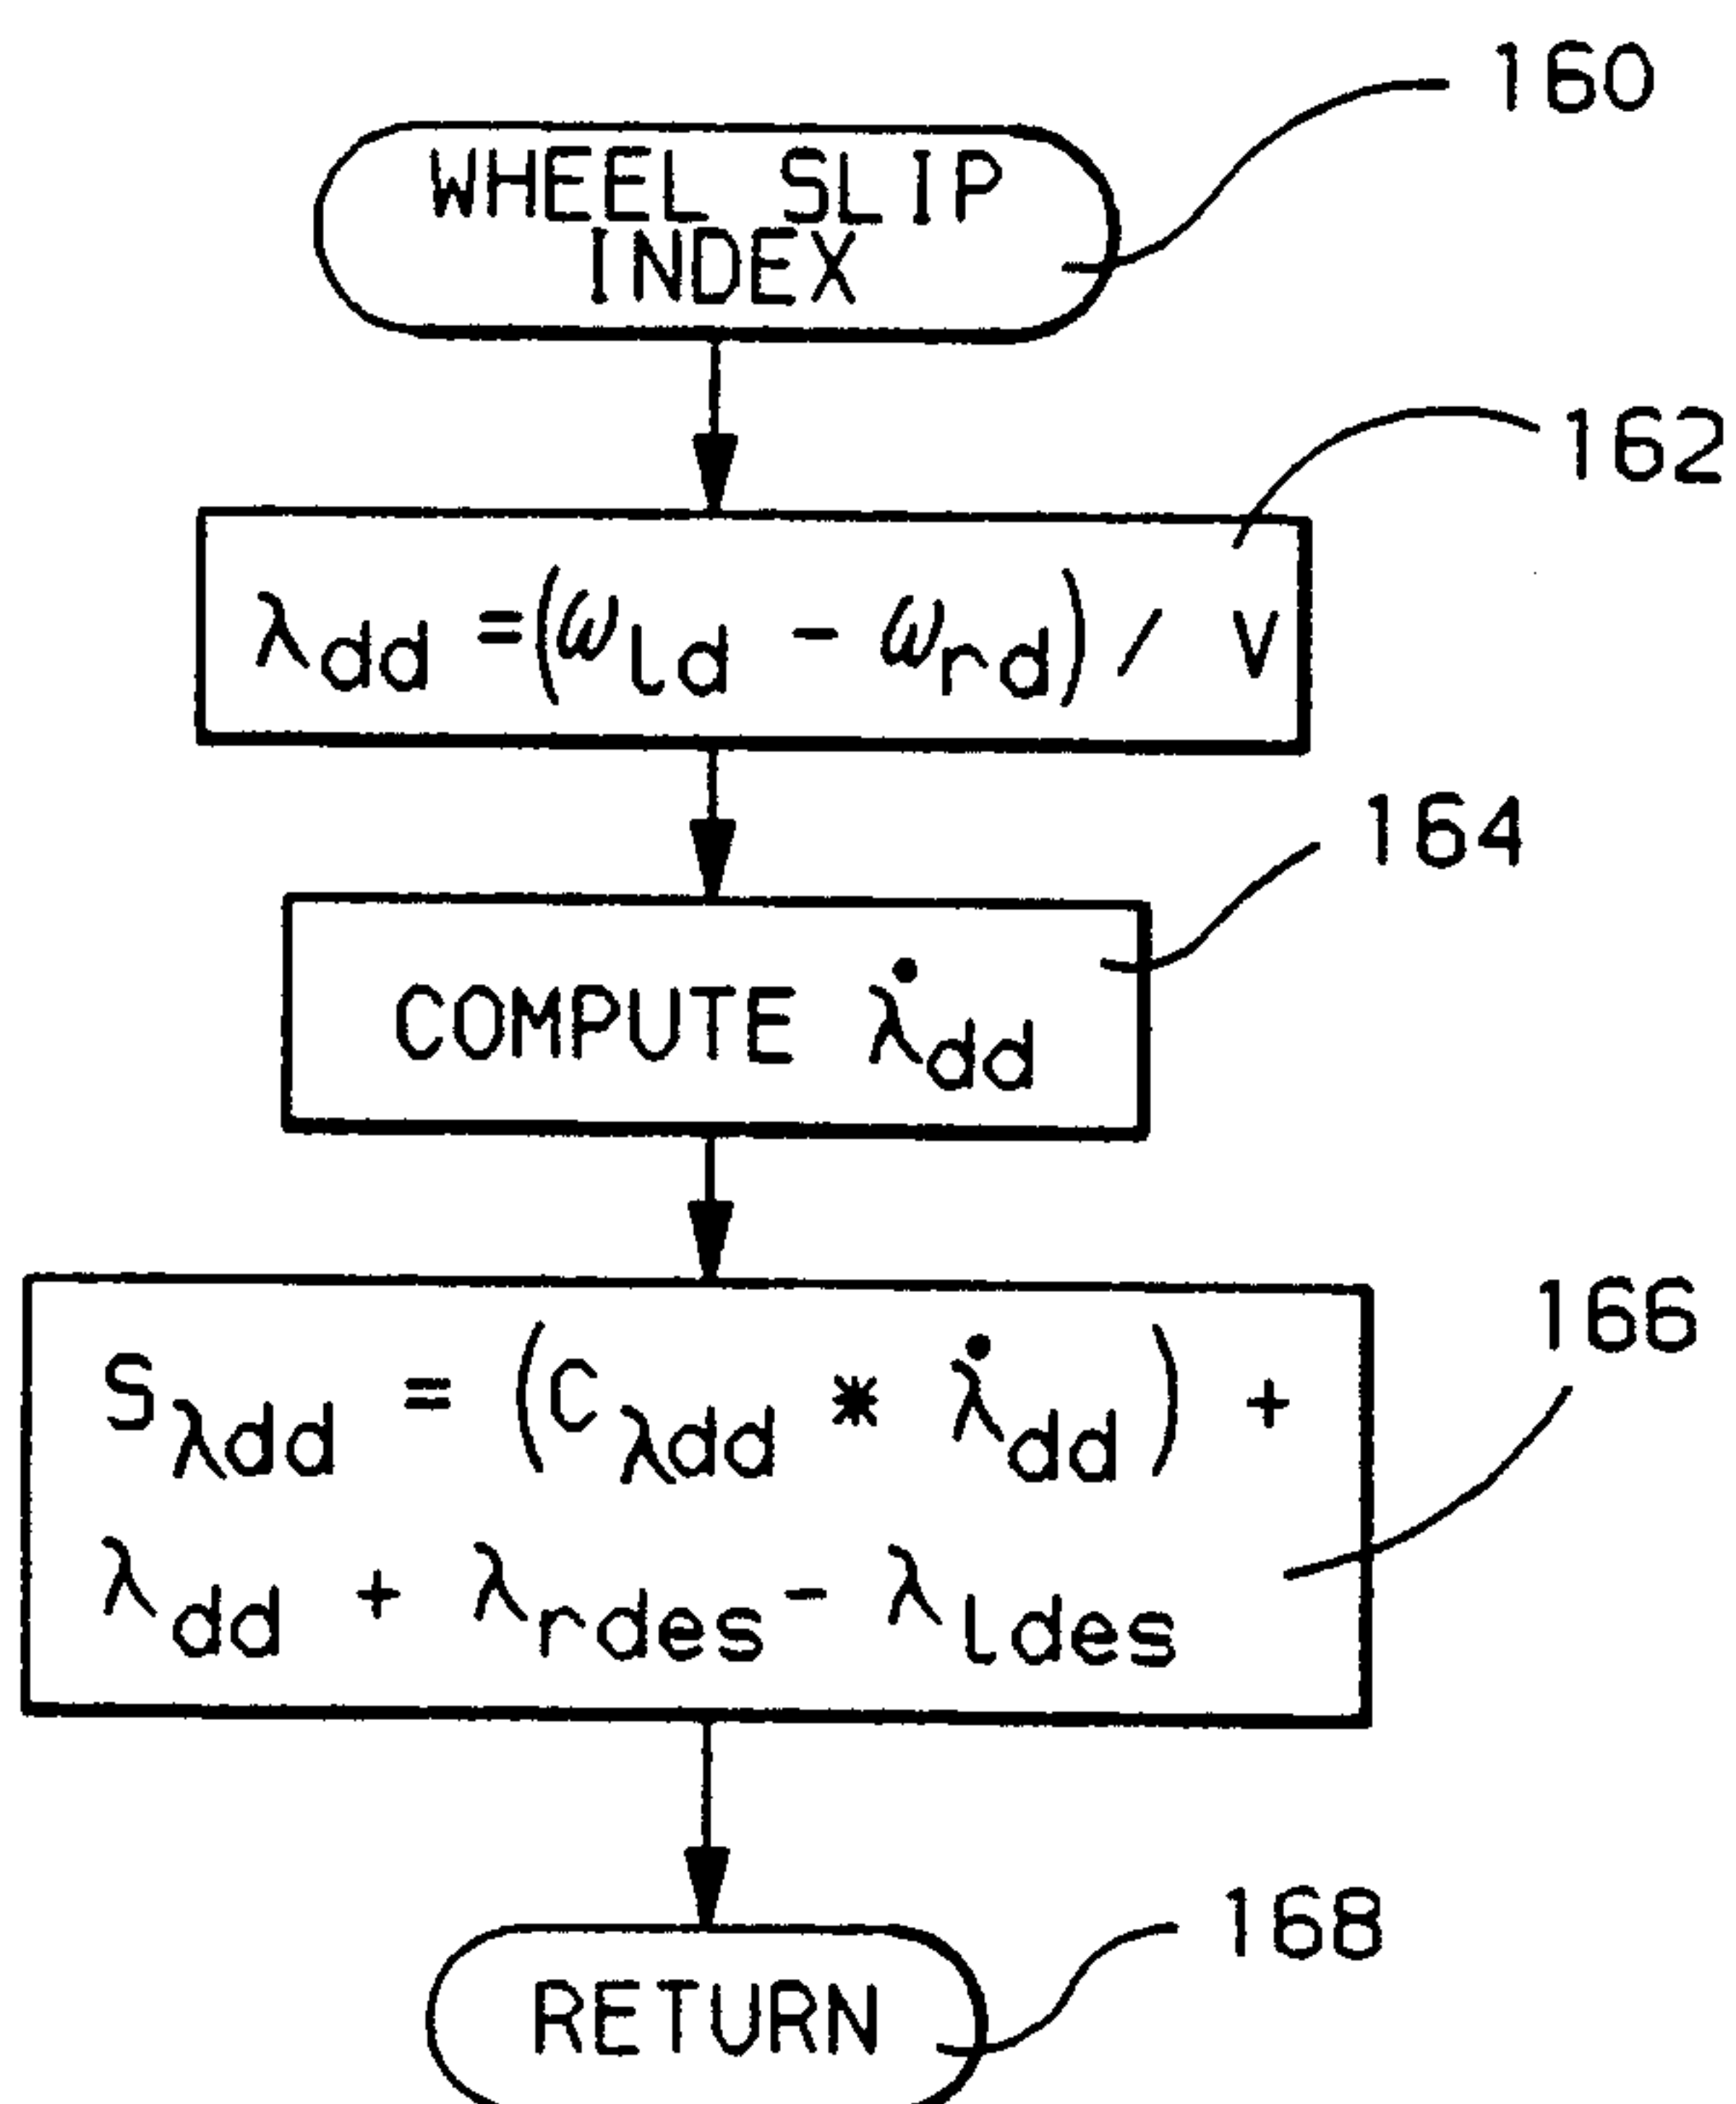 160
WHEEL SLIP
INDEX
162
λdd =(ωld - ωrd) / v
164
COMPUTE λ̇dd
166
Sλdd = (Cλdd * λ̇dd) +
λdd + λrdes - λldes
168
RETURN